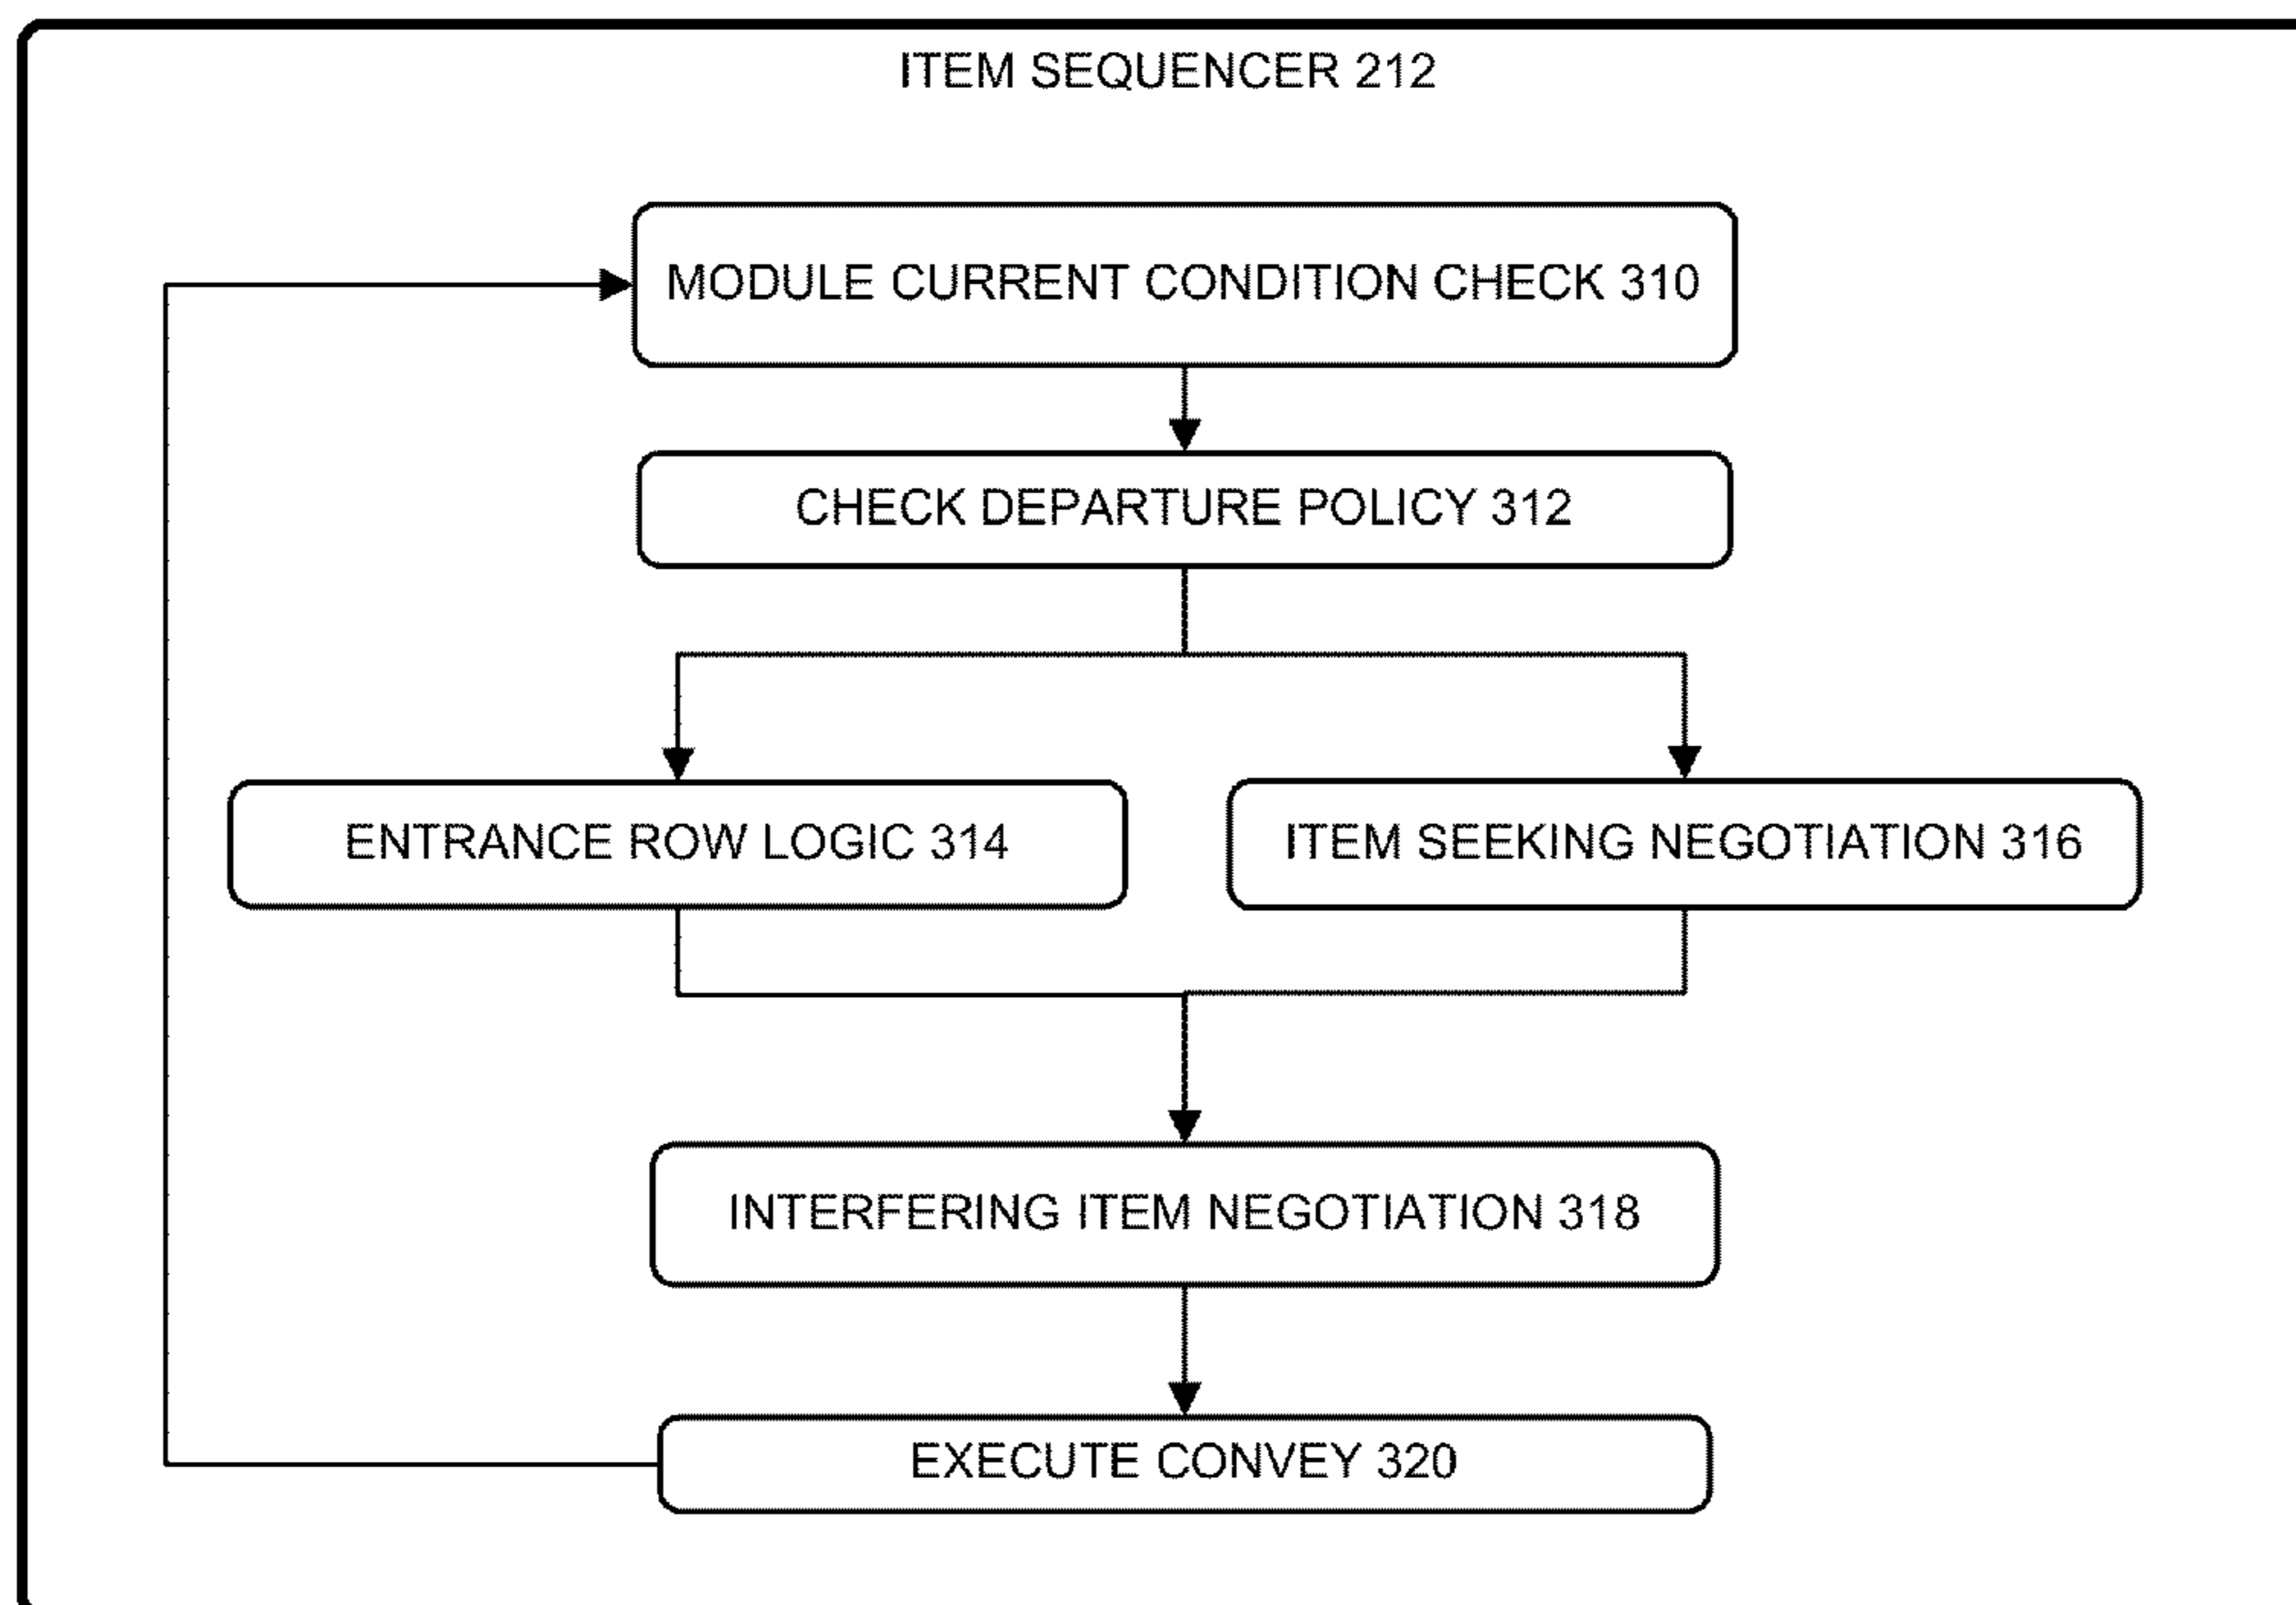 ITEM SEQUENCER 212
MODULE CURRENT CONDITION CHECK 310
CHECK DEPARTURE POLICY 312
ENTRANCE ROW LOGIC 314
ITEM SEEKING NEGOTIATION 316
INTERFERING ITEM NEGOTIATION 318
EXECUTE CONVEY 320